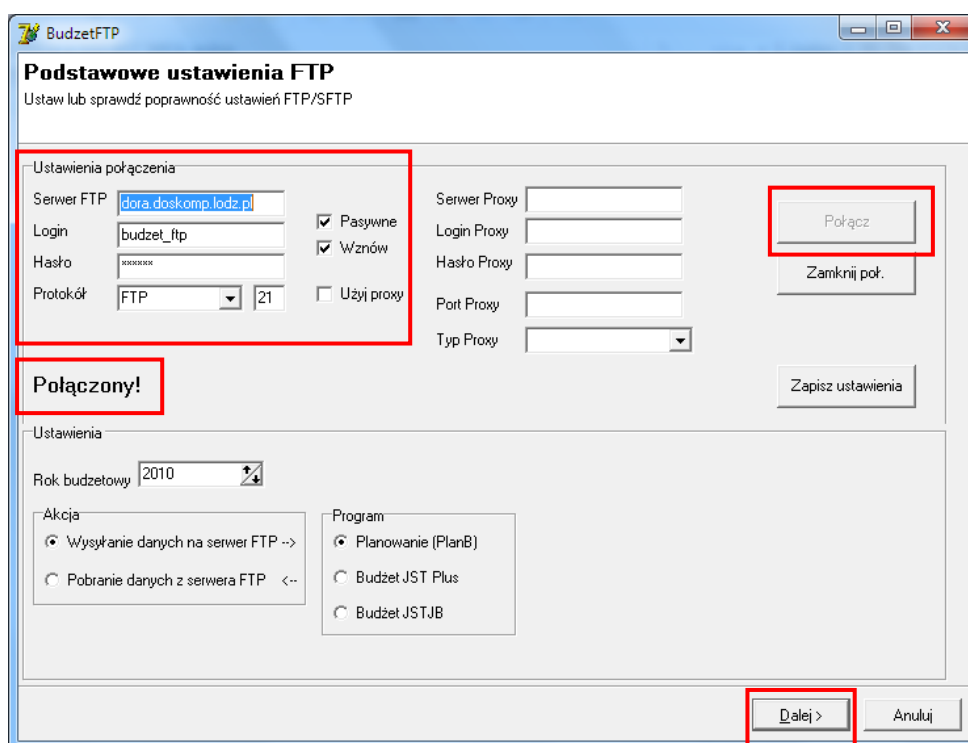 BudzetFTP
Podstawowe ustawienia FTP
Ustaw lub sprawdź poprawność ustawień FTP/SFTP
Ustawienia połączenia
Serwer FTP dora.doskomp.lodz.pl
Login budzet_ftp
Hasło ××××××
Protokół FTP 21
Pasywne
Wznów
Użyj proxy
Serwer Proxy
Login Proxy
Hasło Proxy
Port Proxy
Typ Proxy
Połącz
Zamknij poł.
Połączony!
Zapisz ustawienia
Ustawienia
Rok budzetowy 2010
Akcja
Wysyłanie danych na serwer FTP -->
Pobranie danych z serwera FTP <--
Program
Planowanie (PlanB)
Budżet JST Plus
Budżet JSTJB
Dalej >
Anuluj